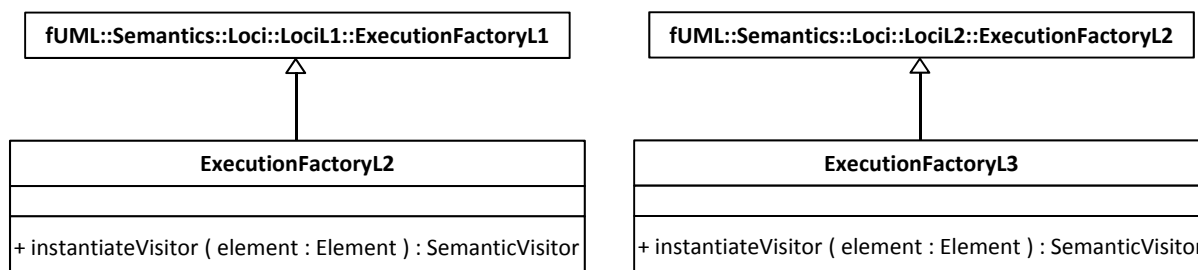 fUML::Semantics::Loci::LociL1::ExecutionFactoryL1
ExecutionFactoryL2
+ instantiateVisitor ( element : Element ) : SemanticVisitor
fUML::Semantics::Loci::LociL2::ExecutionFactoryL2
ExecutionFactoryL3
+ instantiateVisitor ( element : Element ) : SemanticVisitor